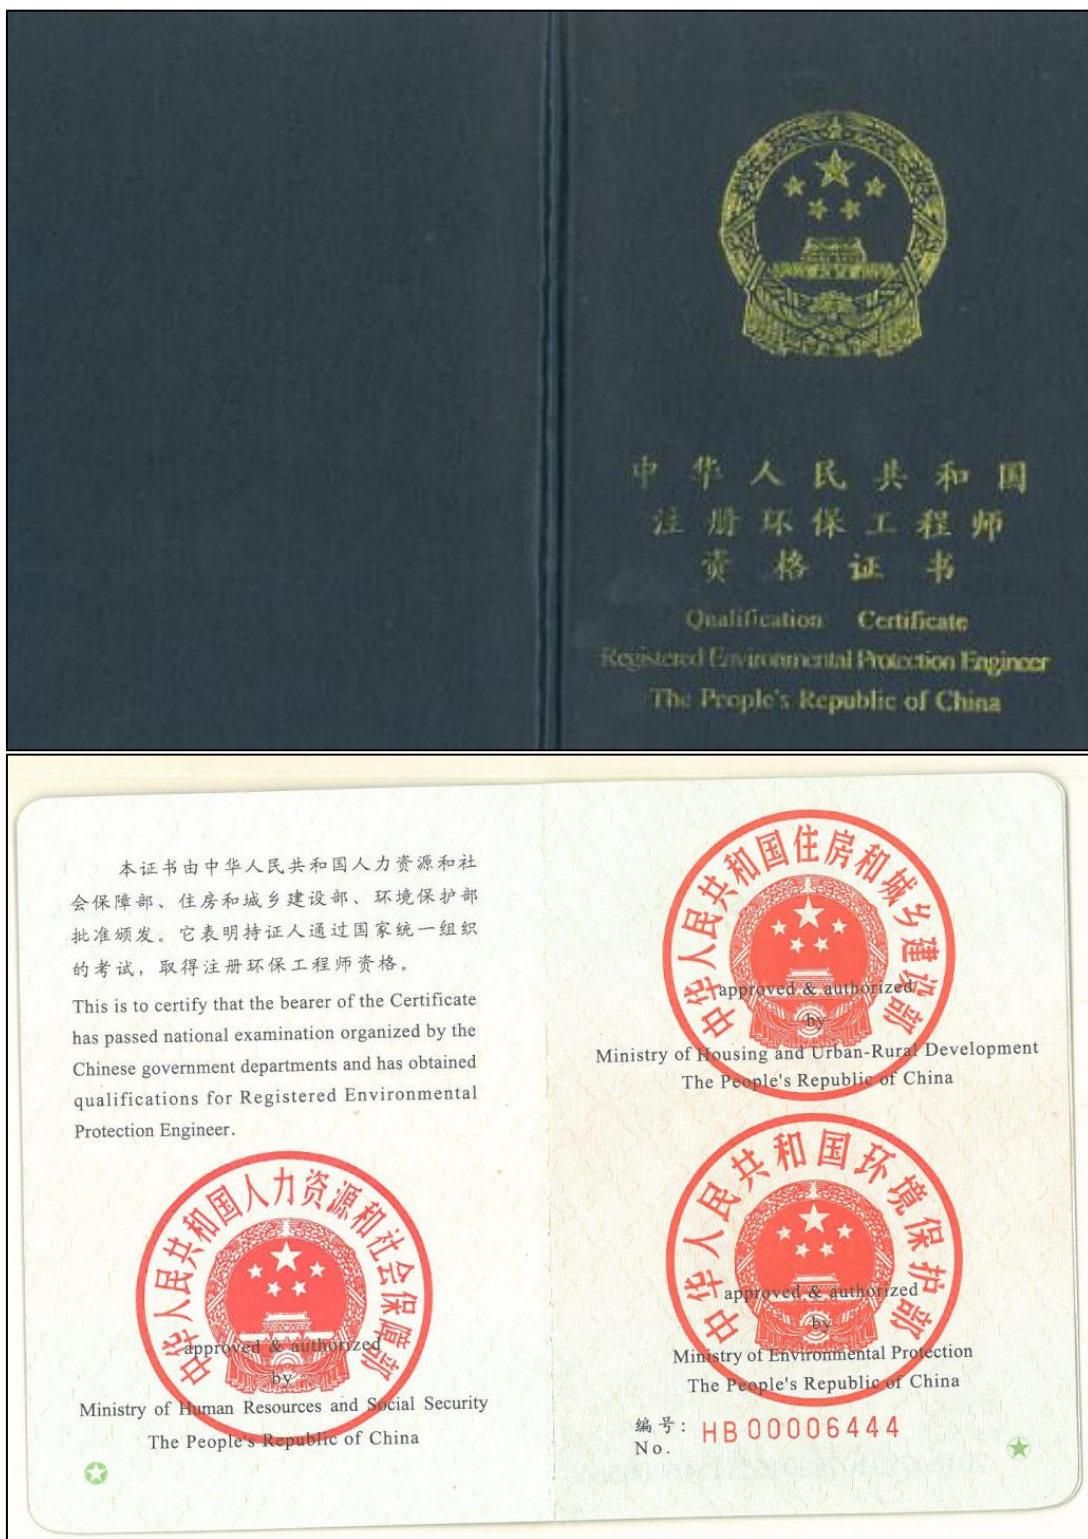 中华人民共和国
注册环保工程师
资格证书
Qualification Certificate
Registered Environmental Protection Engineer
The People's Republic of China
本证书由中华人民共和国人力资源和社
会保障部、住房和城乡建设部、环境保护部
批准颁发。它表明持证人通过国家统一组织
的考试，取得注册环保工程师资格。
This is to certify that the bearer of the Certificate
has passed national examination organized by the
Chinese government departments and has obtained
qualifications for Registered Environmental
Protection Engineer.
中华人民共和国人力资源和社会保障部
approved & authorized
by
Ministry of Human Resources and Social Security
The People's Republic of China
中华人民共和国住房和城乡建设部
approved & authorized
by
Ministry of Housing and Urban-Rural Development
The People's Republic of China
中华人民共和国环境保护部
approved & authorized
by
Ministry of Environmental Protection
The People's Republic of China
编号: HB 00006444
No.